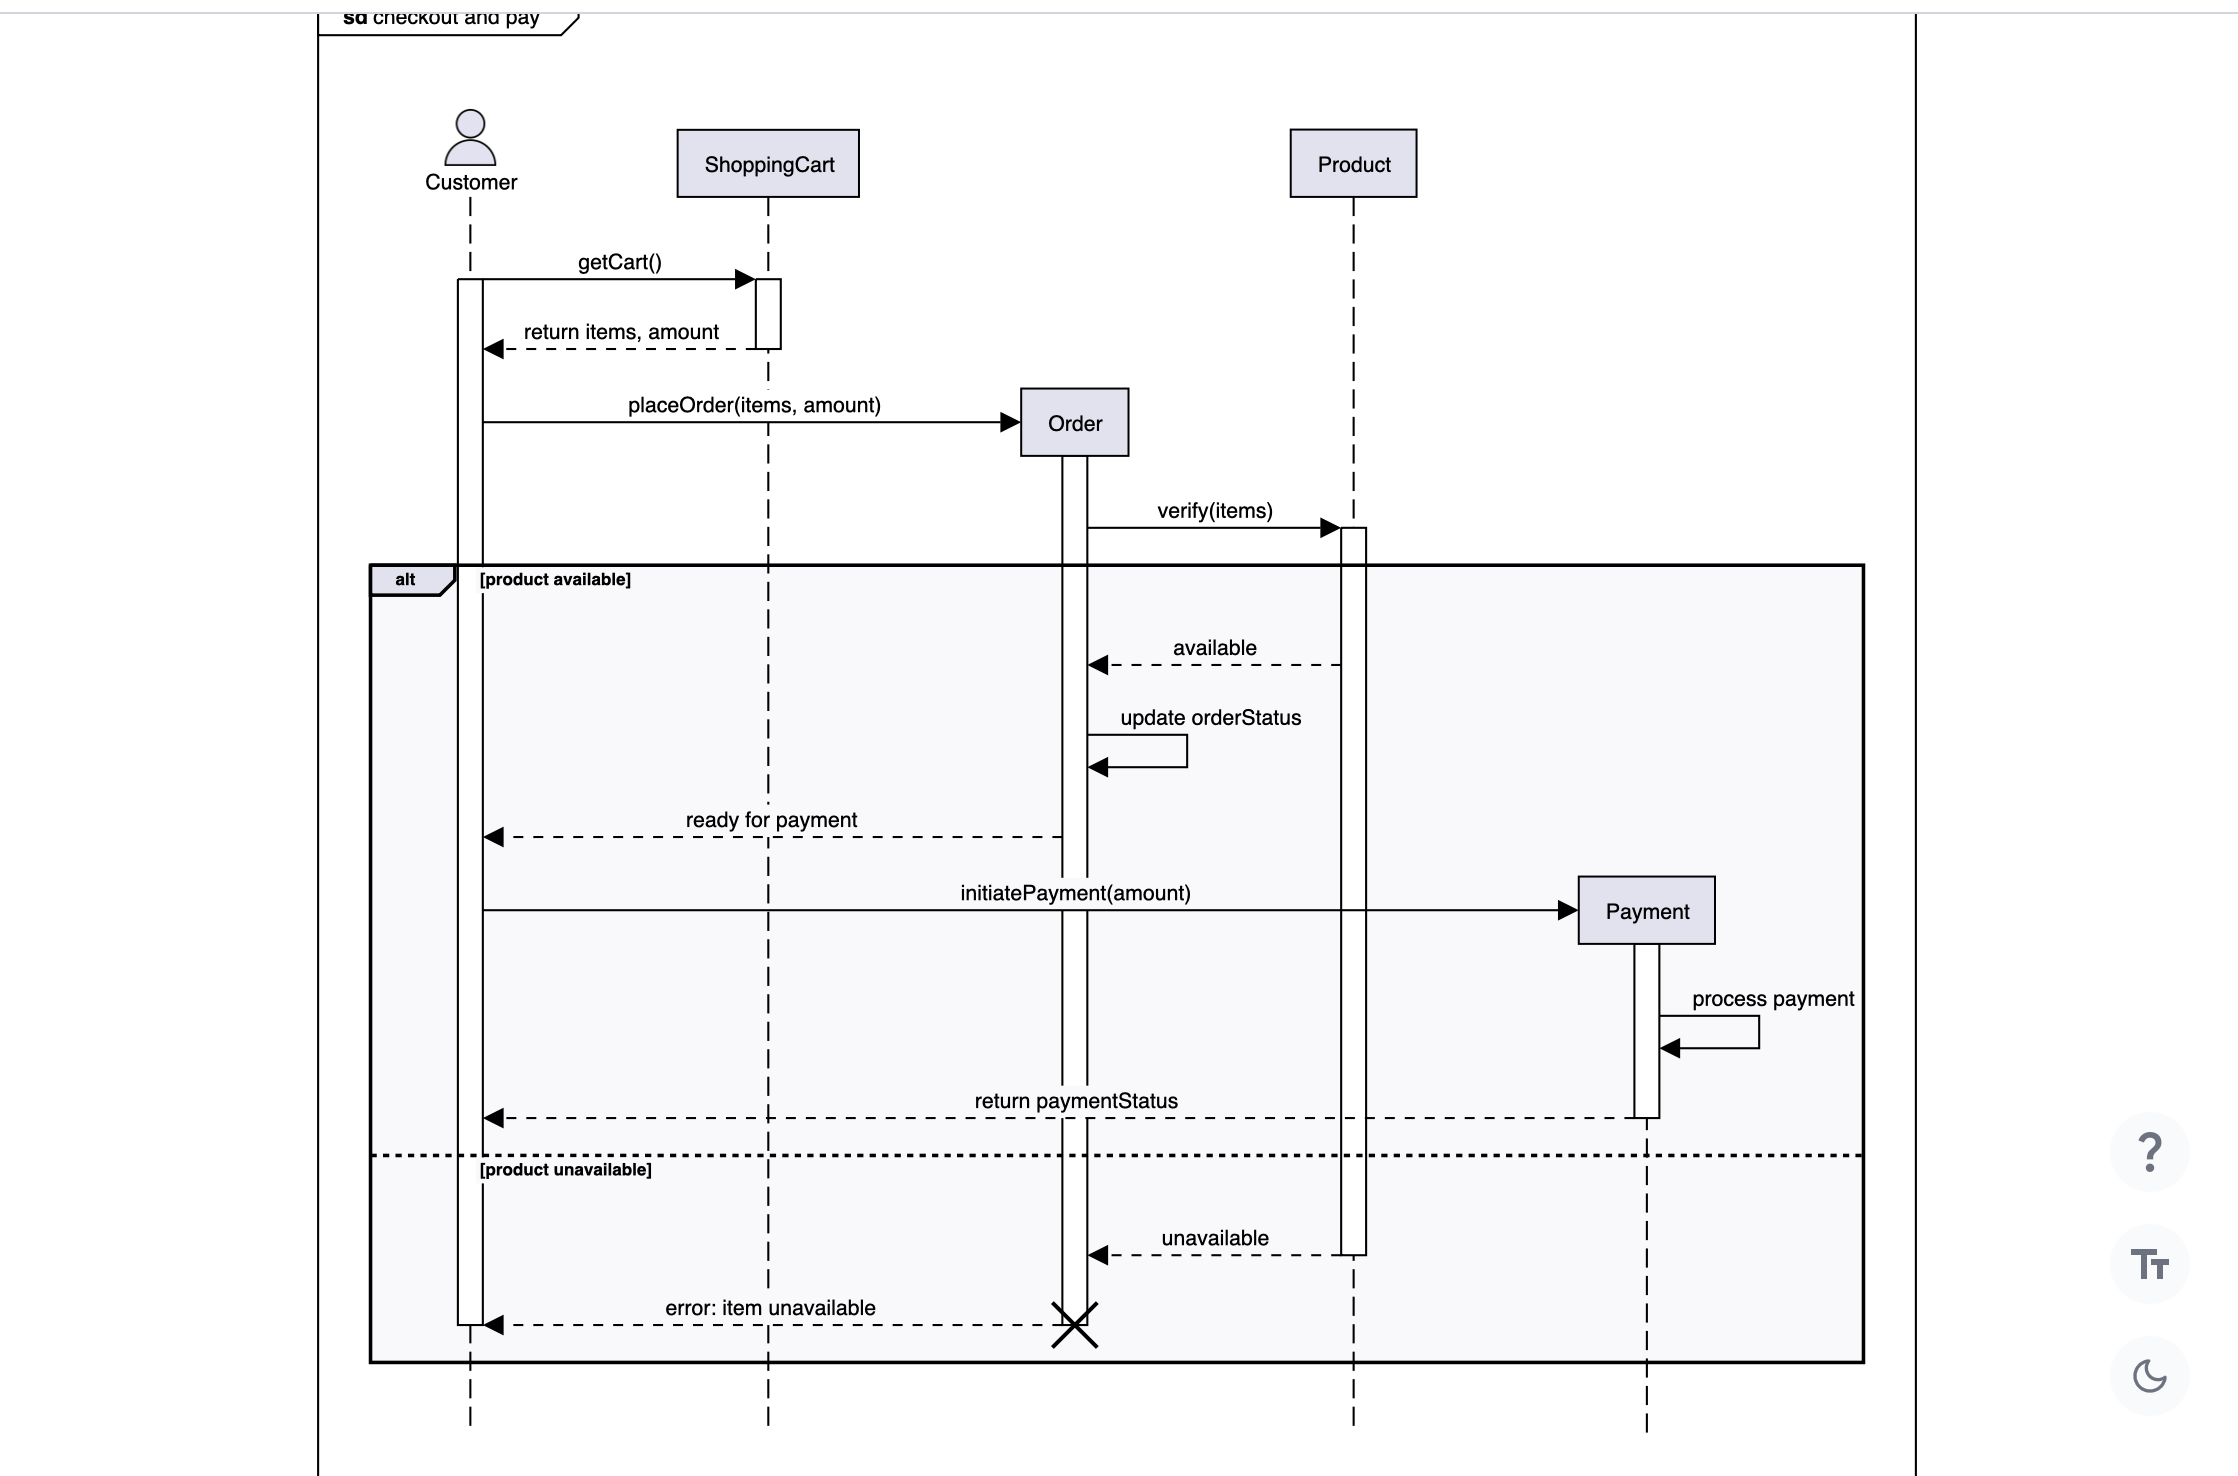 sd checkout and pay
Customer
ShoppingCart
Product
getCart()
return items, amount
placeOrder(items, amount)
Order
verify(items)
alt
[product available]
available
update orderStatus
ready for payment
initiatePayment(amount)
Payment
process payment
return paymentStatus
[product unavailable]
unavailable
error: item unavailable
?
TT